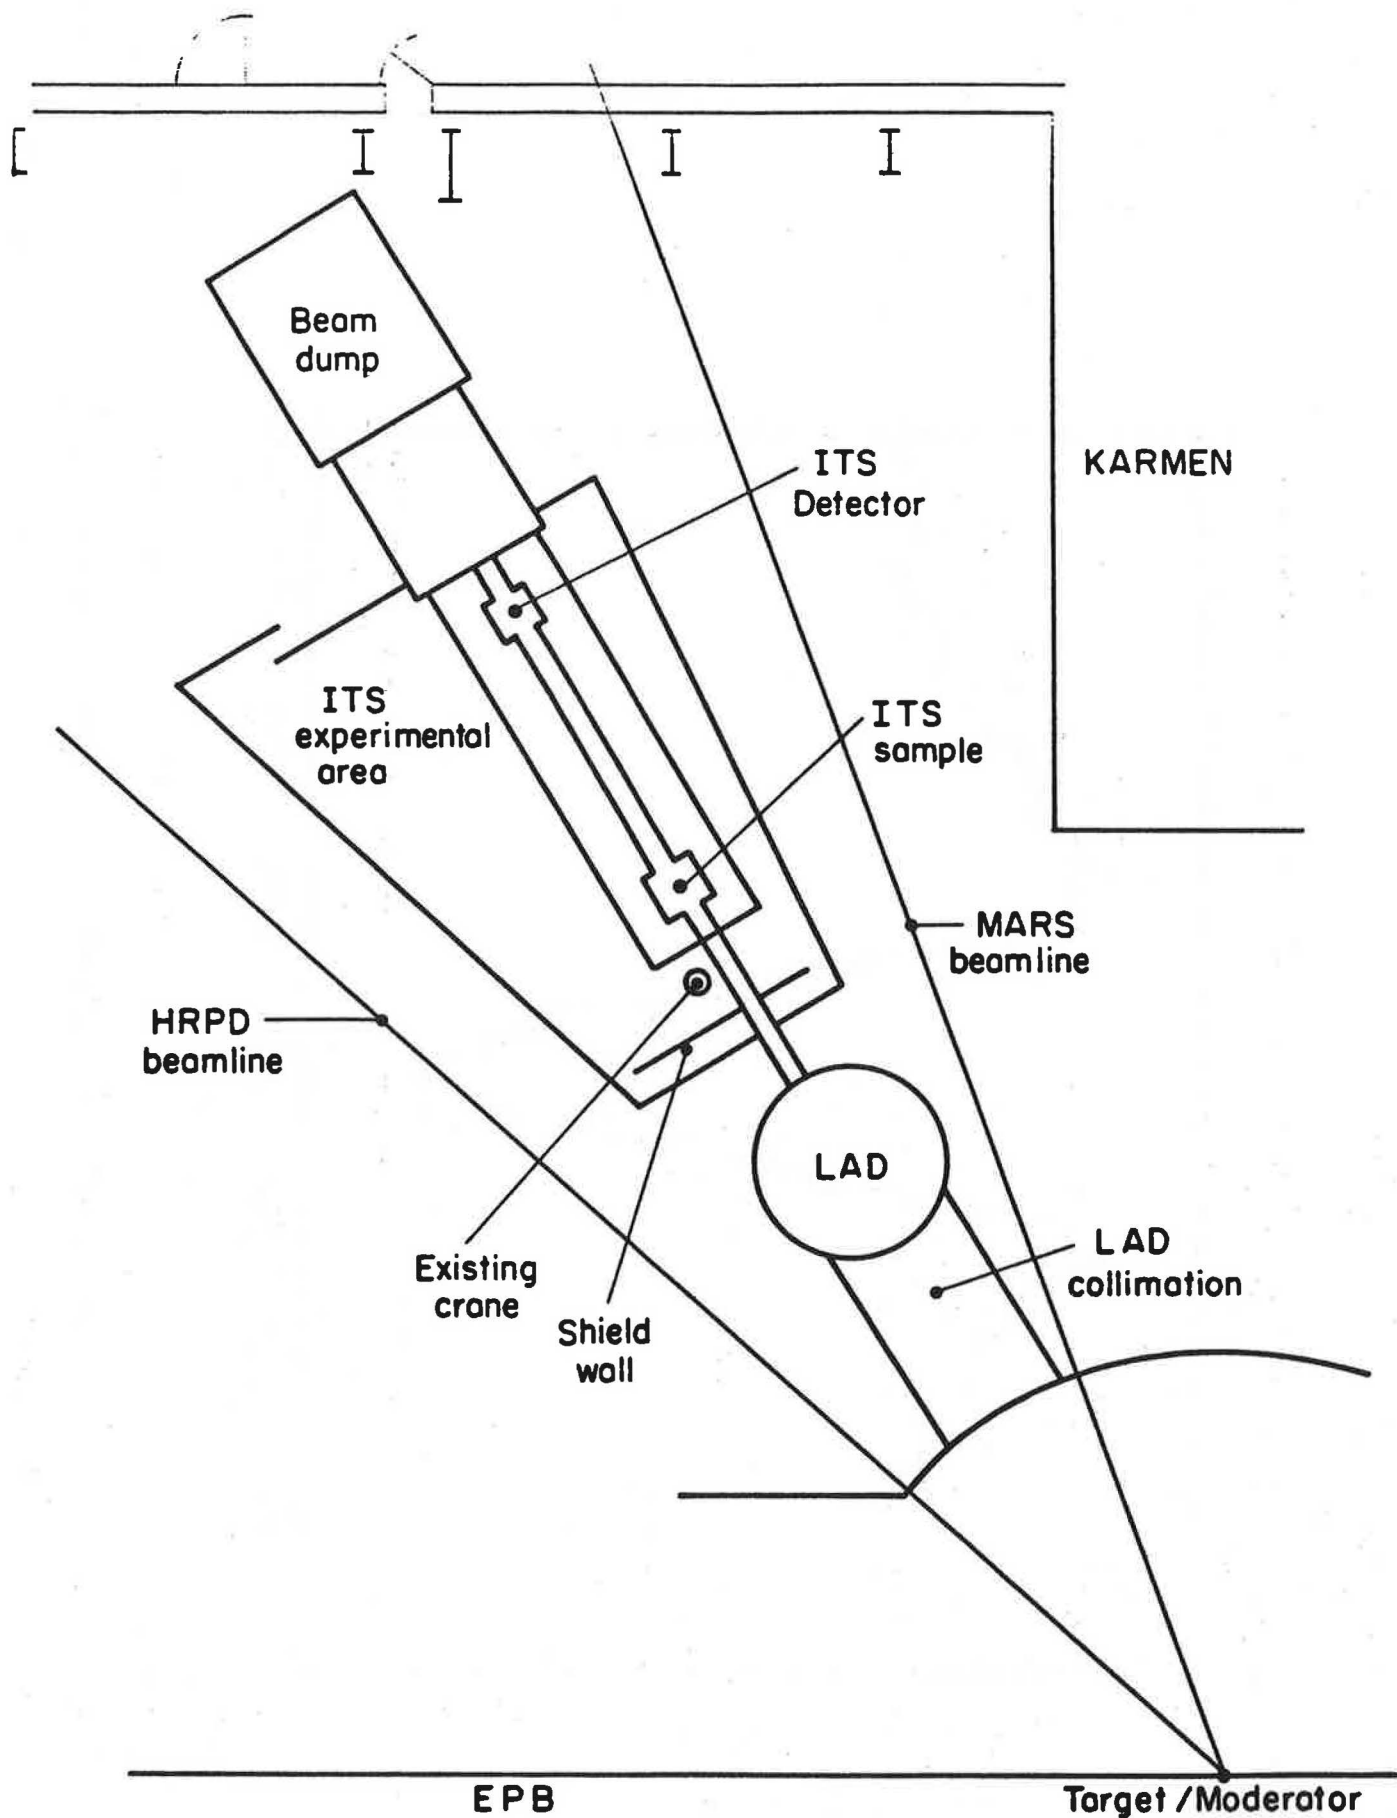 Beam
dump
ITS
Detector
KARMEN
ITS
experimental
area
ITS
sample
MARS
beamline
HRPD
beamline
LAD
Existing
crane
Shield
wall
LAD
collimation
EPB
Target/Moderator